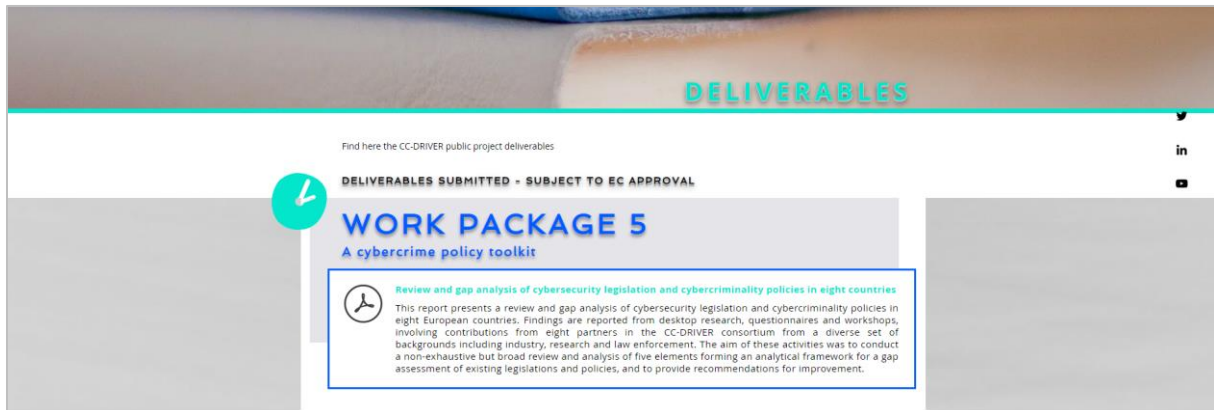 DELIVERABLES
Find here the CC-DRIVER public project deliverables
in
DELIVERABLES SUBMITTED - SUBJECT TO EC APPROVAL
WORK PACKAGE 5
A cybercrime policy toolkit
Review and gap analysis of cybersecurity legislation and cybercriminality policies in eight countries
This report presents a review and gap analysis of cybersecurity legislation and cybercriminality policies in
eight European countries. Findings are reported from desktop research, questionnaires and workshops,
involving contributions from eight partners in the CC-DRIVER consortium from a diverse set of
backgrounds including industry, research and law enforcement. The aim of these activities was to conduct
a non-exhaustive but broad review and analysis of five elements forming an analytical framework for a gap
assessment of existing legislations and policies, and to provide recommendations for improvement.